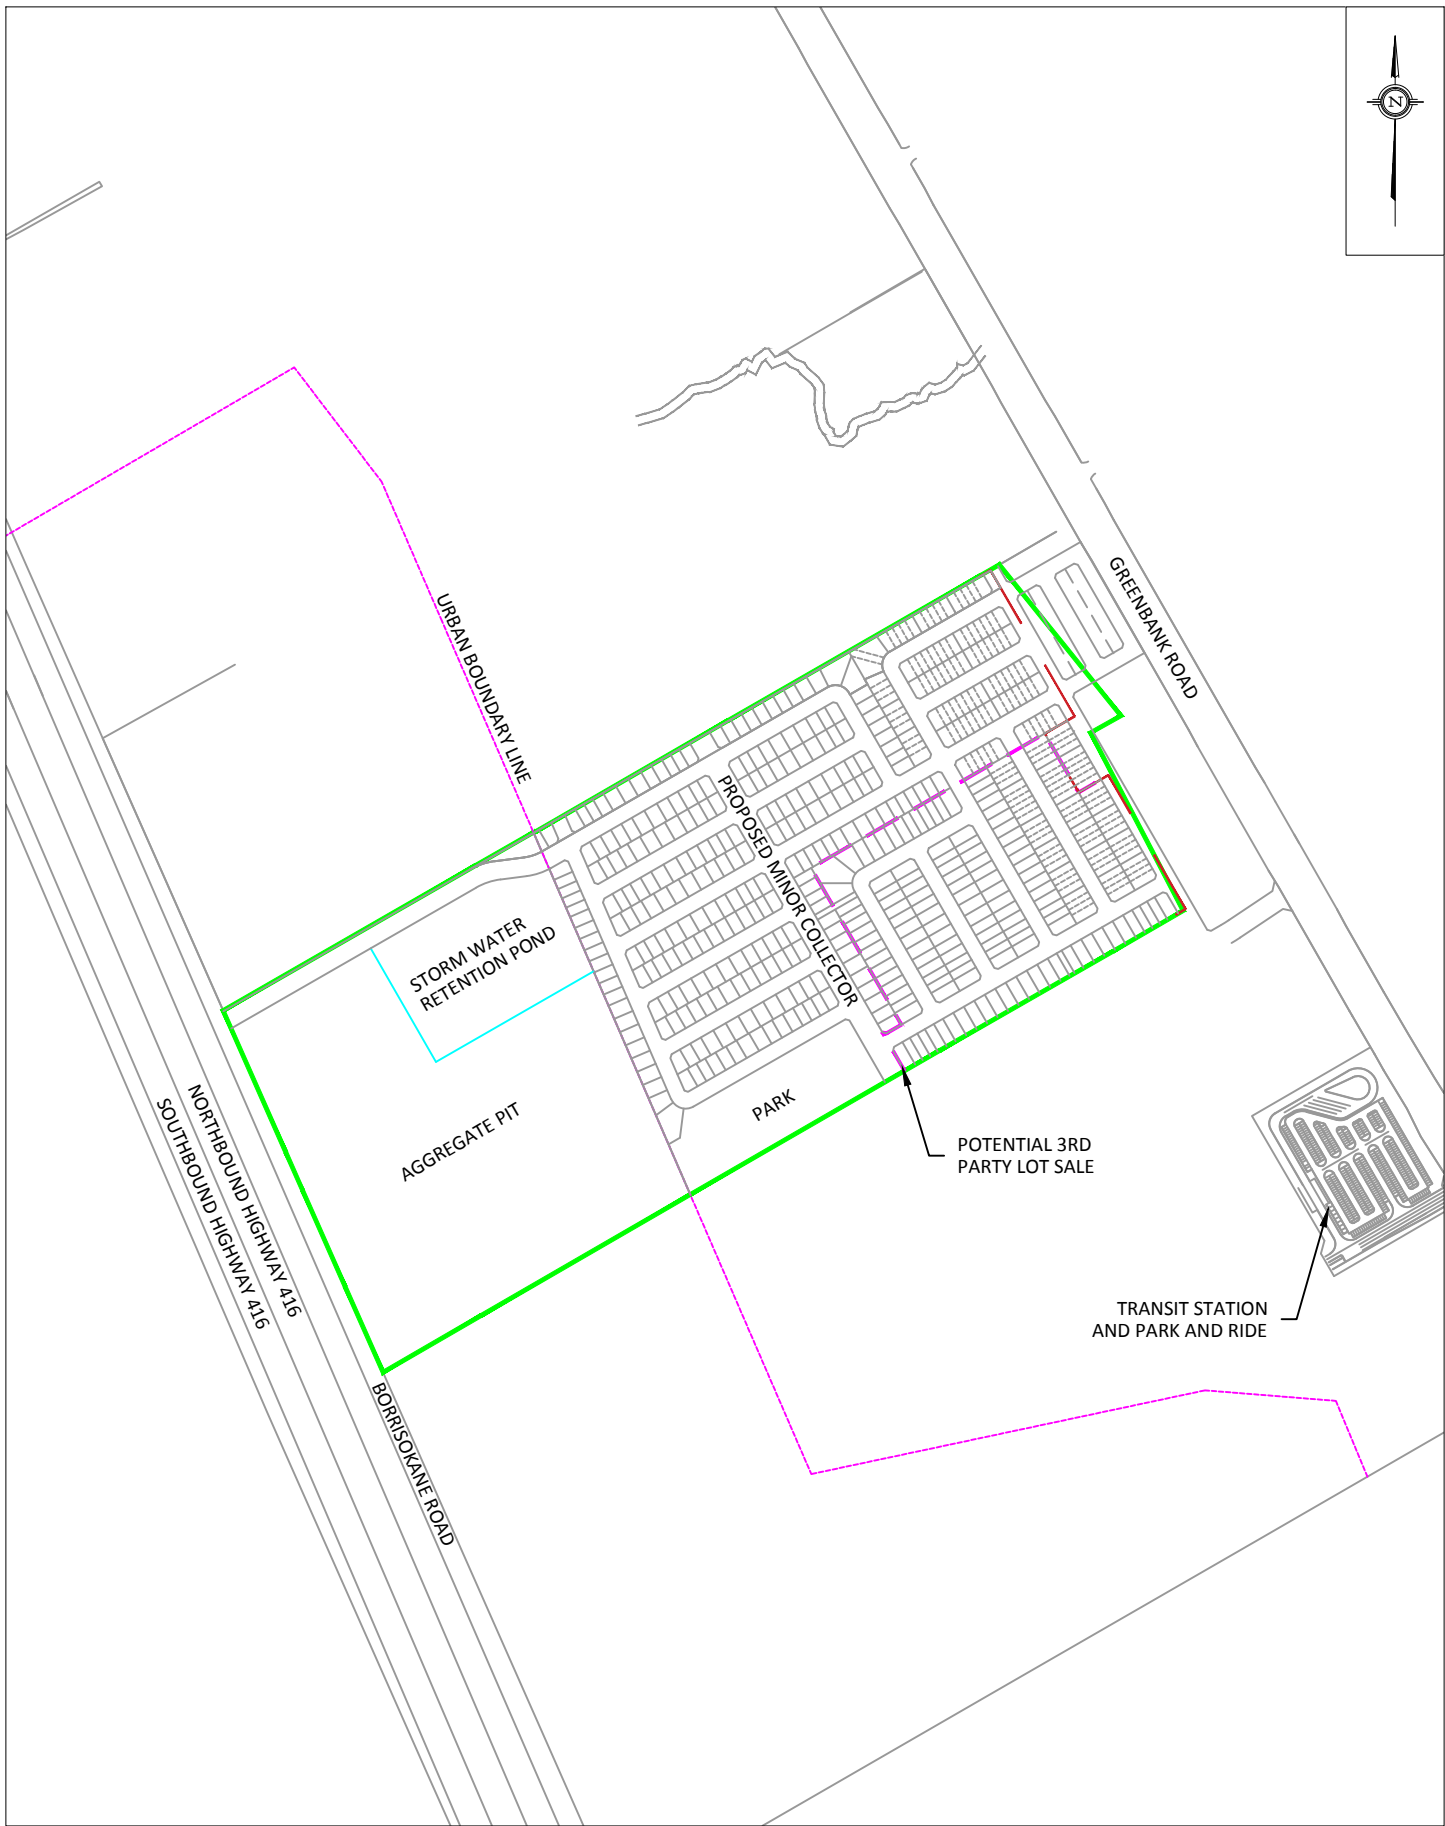 N
GREENBANK ROAD
URBAN BOUNDARY LINE
PROPOSED MINOR COLLECTOR
STORM WATER
RETENTION POND
AGGREGATE PIT
PARK
NORTHBOUND HIGHWAY 416
SOUTHBOUND HIGHWAY 416
POTENTIAL 3RD
PARTY LOT SALE
TRANSIT STATION
AND PARK AND RIDE
BORRISOKANE ROAD